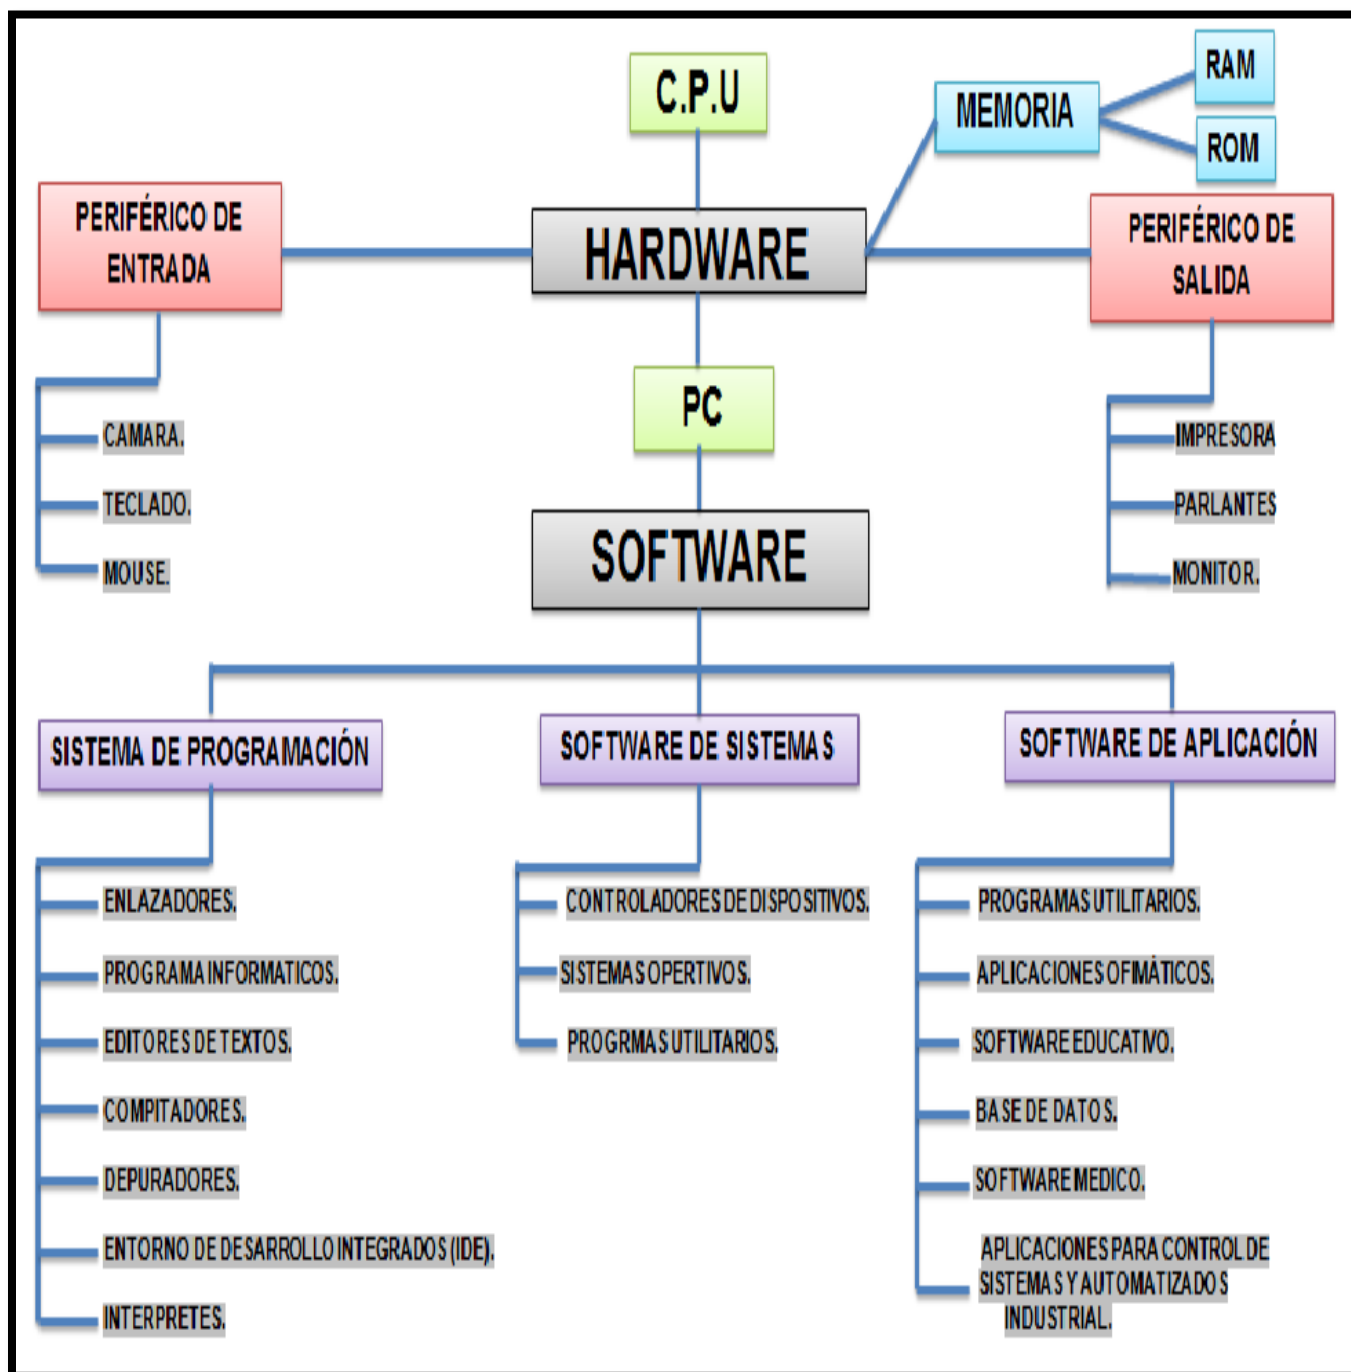 C.P.U
MEMORIA
RAM
ROM
PERIFÉRICO DE
ENTRADA
HARDWARE
PERIFÉRICO DE
SALIDA
PC
CAMARA.
TECLADO.
MOUSE.
IMPRESORA
PARLANTES
MONITOR.
SOFTWARE
SISTEMA DE PROGRAMACIÓN
SOFTWARE DE SISTEMAS
SOFTWARE DE APLICACIÓN
ENLAZADORES.
PROGRAMA INFORMATICOS.
EDITORES DE TEXTOS.
COMPITADORES.
DEPURADORES.
ENTORNO DE DESARROLLO INTEGRADOS (IDE).
INTERPRETES.
CONTROLADORES DE DISPOSITIVOS.
SISTEMAS OPERTIVOS.
PROGRMAS UTILITARIOS.
PROGRAMAS UTILITARIOS.
APLICACIONES OFIMÀTICOS.
SOFTWARE EDUCATIVO.
BASE DE DATOS.
SOFTWARE MEDICO.
APLICACIONES PARA CONTROL DE
SISTEMAS Y AUTOMATIZADOS
INDUSTRIAL.